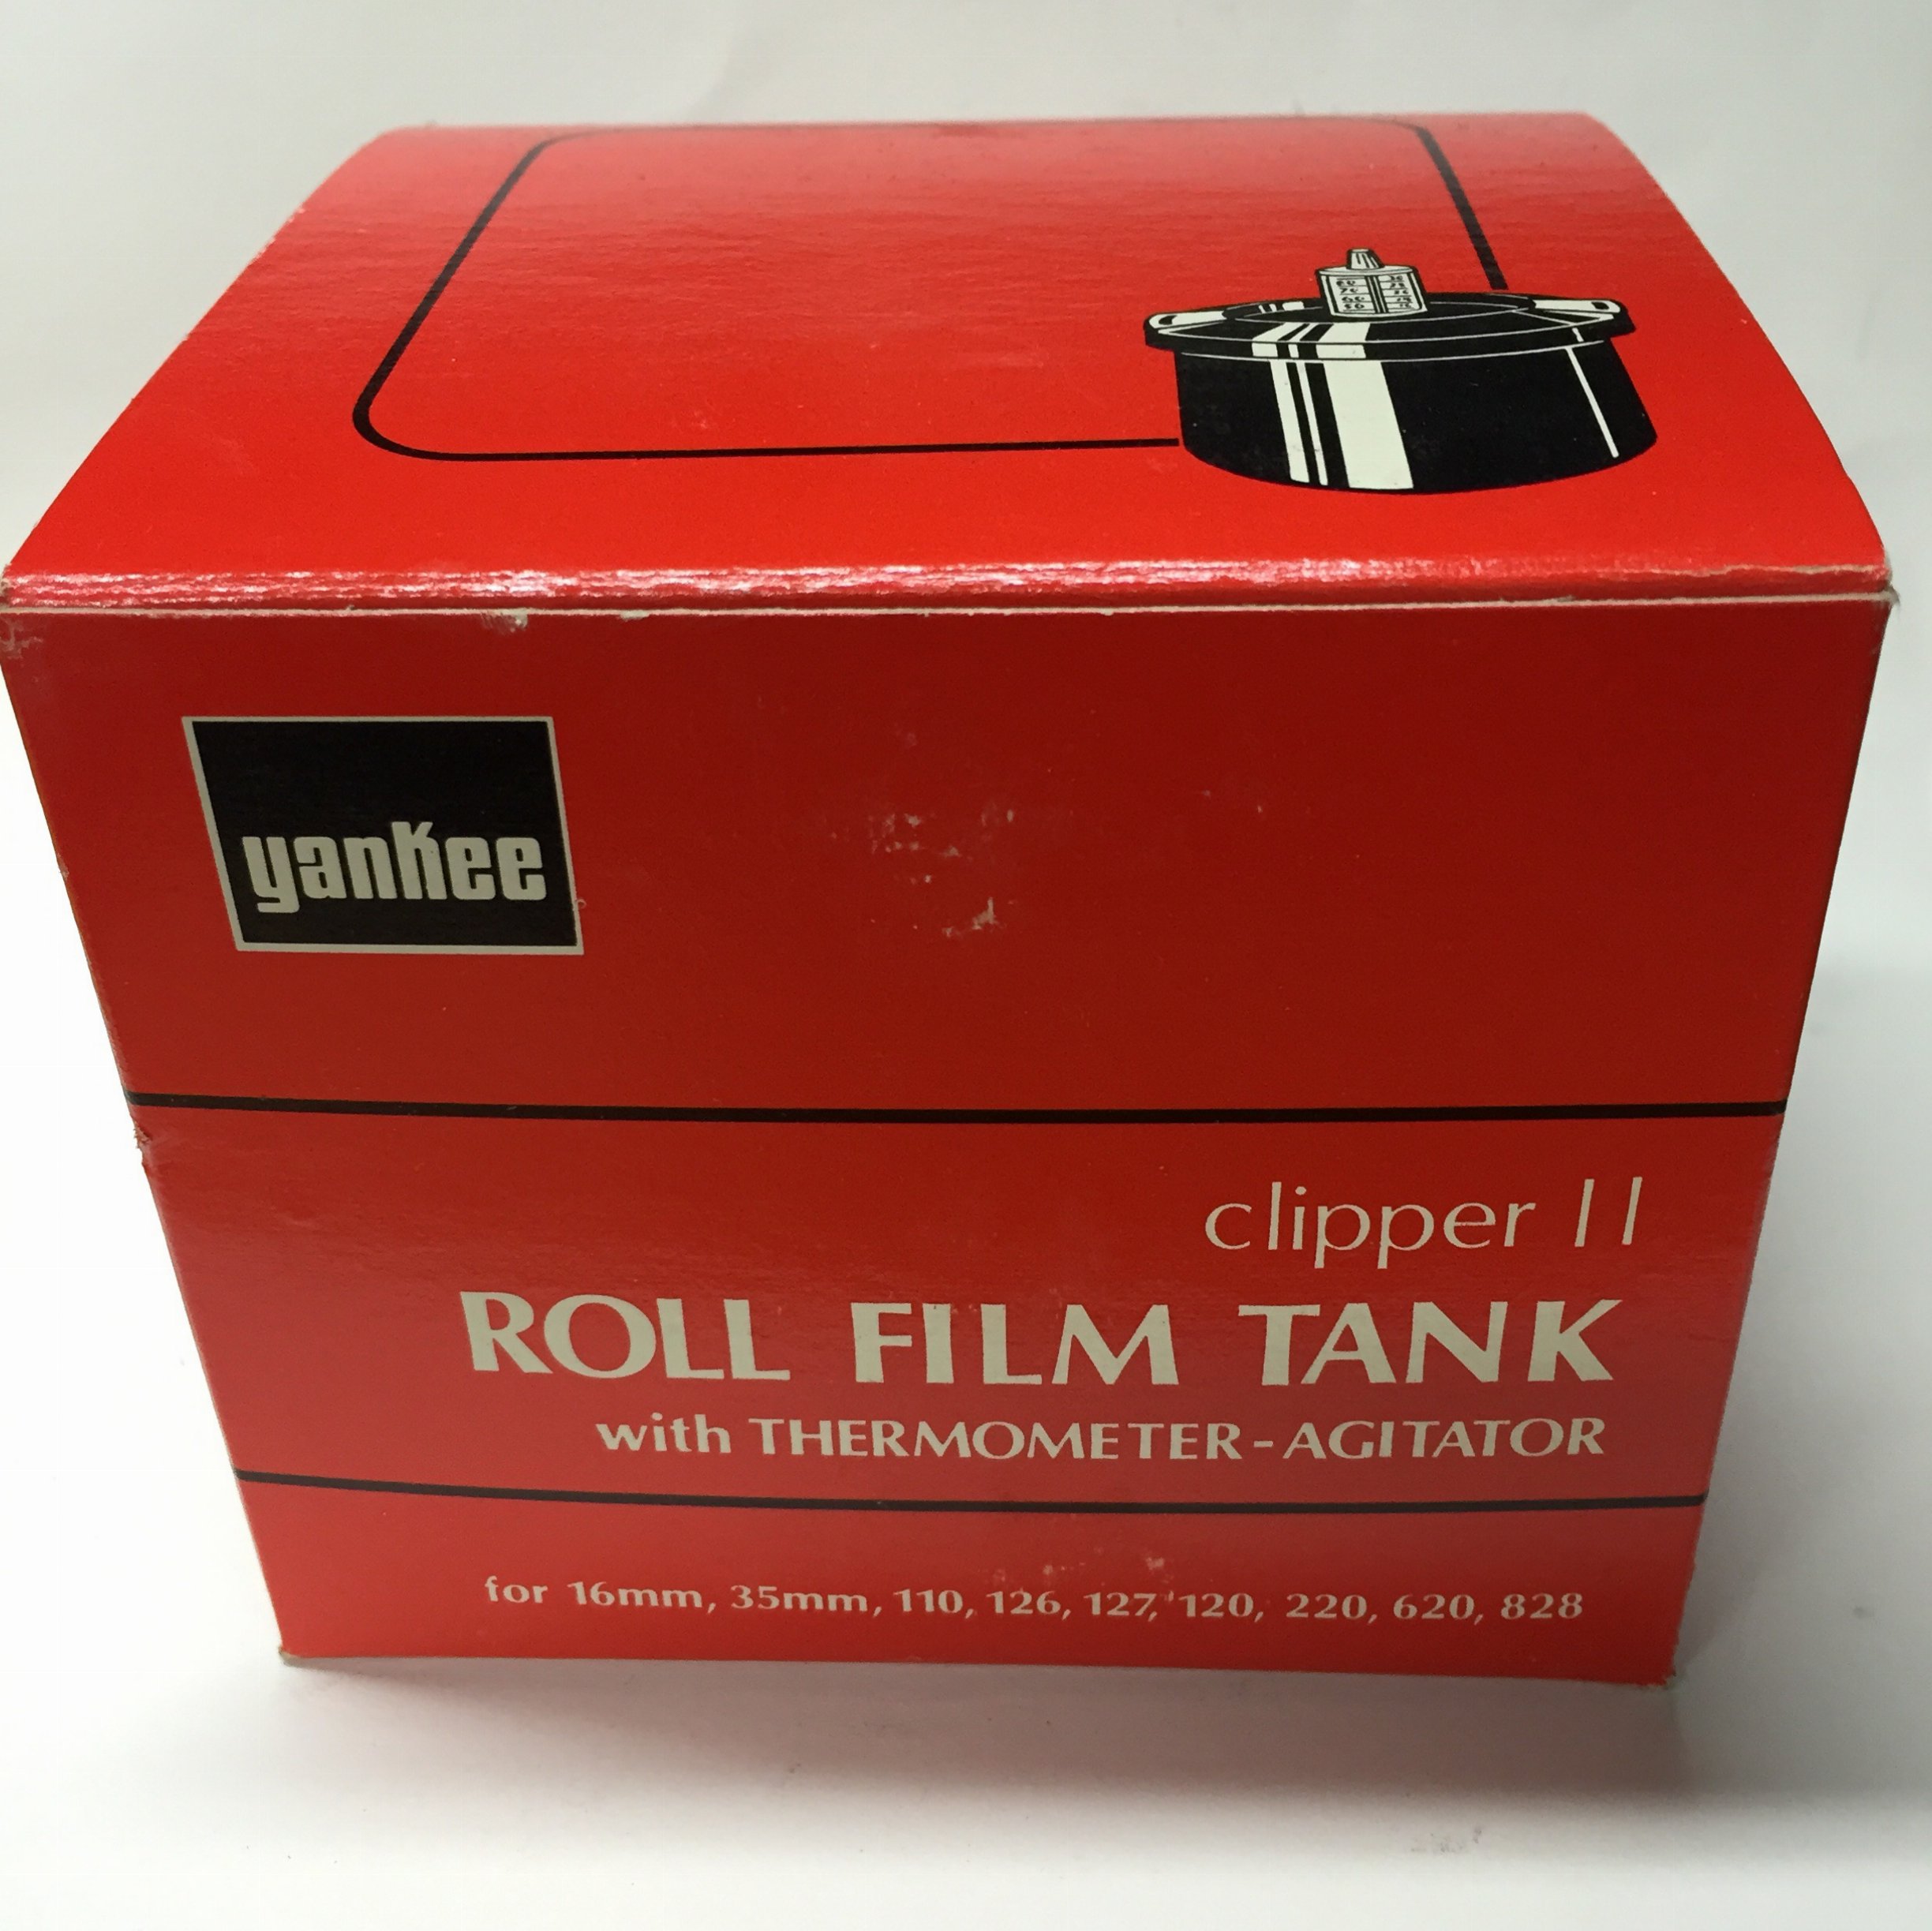 yankee
clipper II
ROLL FILM TANK
with THERMOMETER-AGITATOR
for 16mm, 35mm, 110, 126, 127, 120, 220, 620, 828